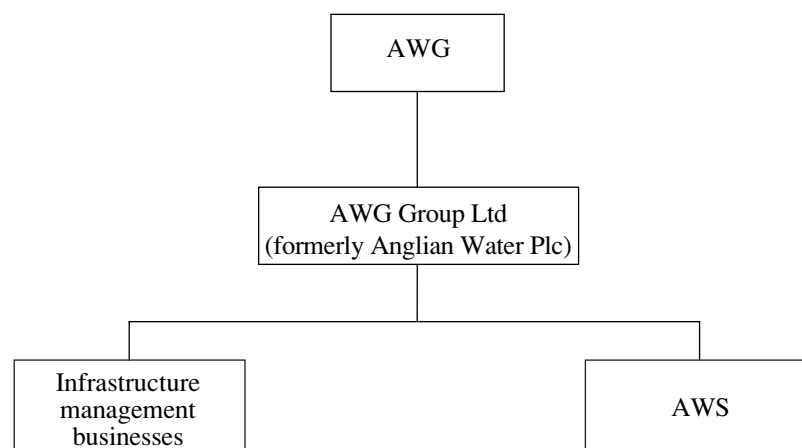 AWG
AWG Group Ltd
(formerly Anglian Water Plc)
Infrastructure
management
businesses
AWS